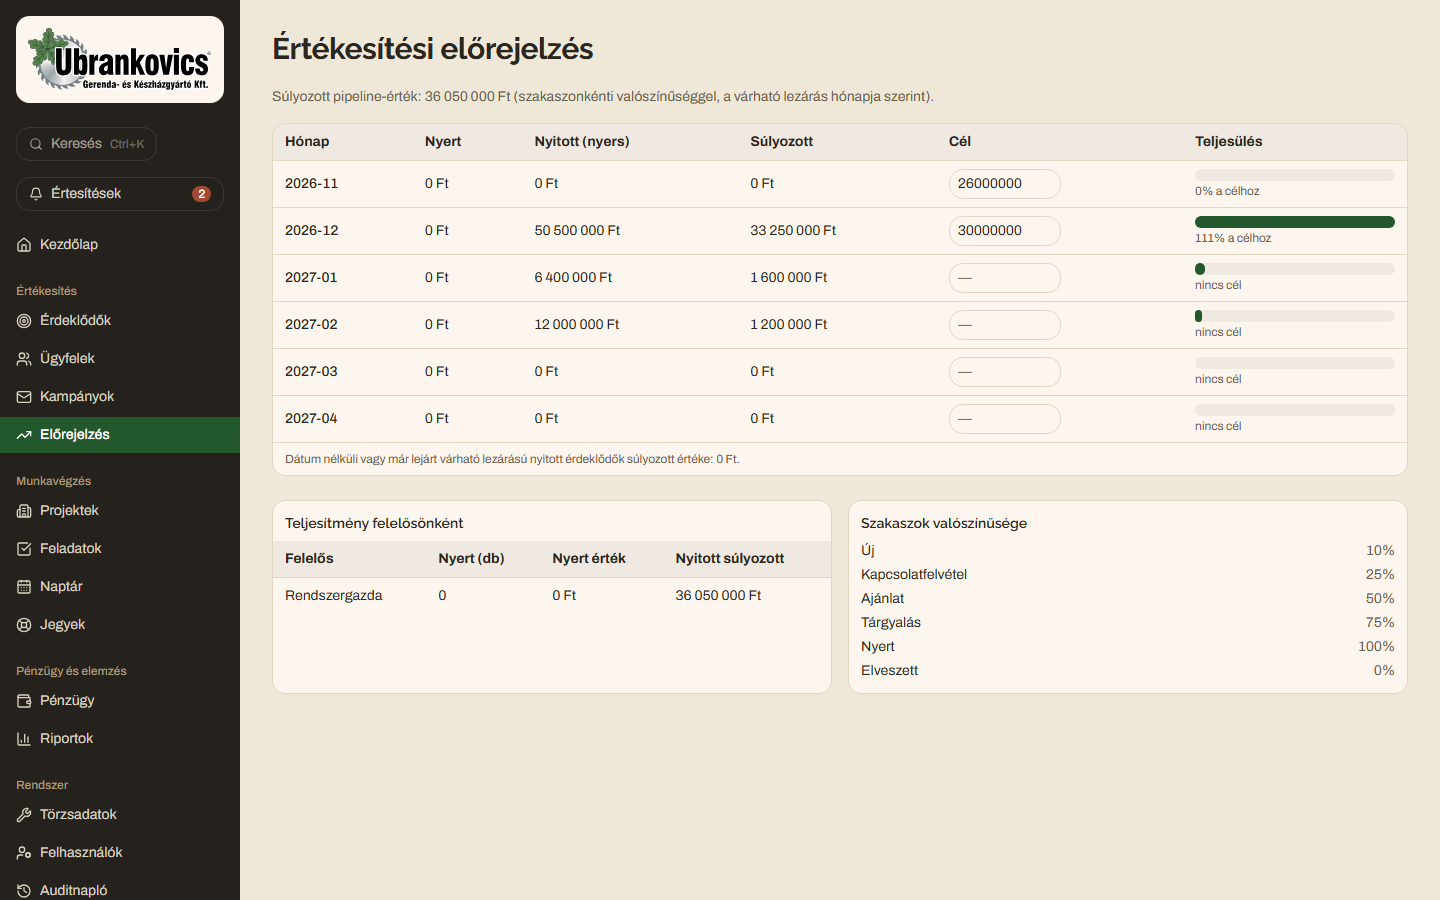 Ubrankovics
Gerenda- és Készházgyártó Kft.
Keresés Ctrl+K
Értesítések 2
Kezdőlap
Értékesítés
Érdeklődők
Ügyfelek
Kampányok
Előrejelzés
Munkavégzés
Projektek
Feladatok
Naptár
Jegyek
Pénzügy és elemzés
Pénzügy
Riportok
Rendszer
Törzsadatok
Felhasználók
Auditnapló
Értékesítési előrejelzés
Súlyozott pipeline-érték: 36 050 000 Ft (szakaszonkénti valószínűséggel, a várható lezárás hónapja szerint).
Hónap Nyert Nyitott (nyers) Súlyozott Cél Teljesülés
2026-11 0 Ft 0 Ft 0 Ft 26000000 0% a célhoz
2026-12 0 Ft 50 500 000 Ft 33 250 000 Ft 30000000 111% a célhoz
2027-01 0 Ft 6 400 000 Ft 1 600 000 Ft — nincs cél
2027-02 0 Ft 12 000 000 Ft 1 200 000 Ft — nincs cél
2027-03 0 Ft 0 Ft 0 Ft — nincs cél
2027-04 0 Ft 0 Ft 0 Ft — nincs cél
Dátum nélküli vagy már lejárt várható lezárású nyitott érdeklődők súlyozott értéke: 0 Ft.
Teljesítmény felelősönként
Felelős Nyert (db) Nyert érték Nyitott súlyozott
Rendszergazda 0 0 Ft 36 050 000 Ft
Szakaszok valószínűsége
Új 10%
Kapcsolatfelvétel 25%
Ajánlat 50%
Tárgyalás 75%
Nyert 100%
Elveszett 0%